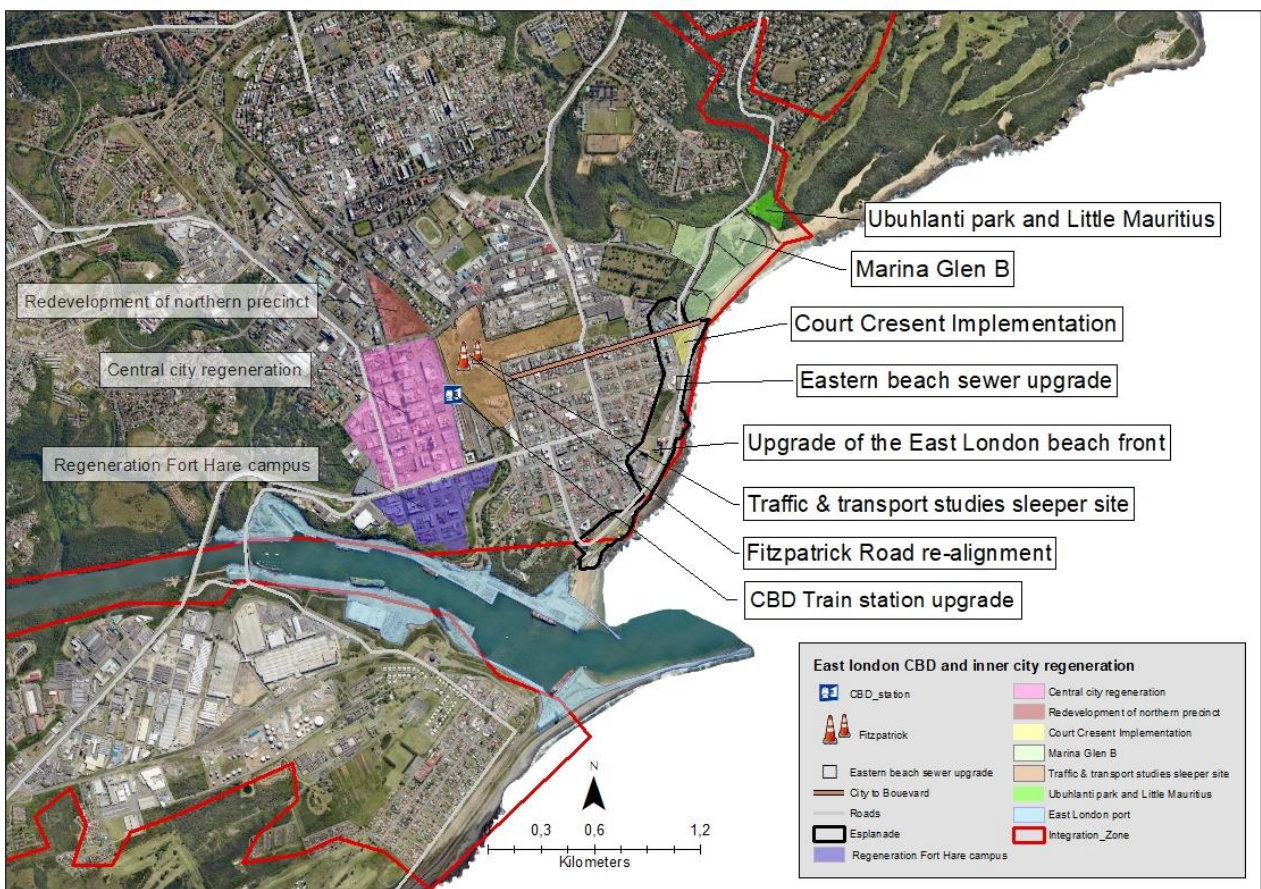 Ubuhlanti park and Little Mauritius
Marina Glen B
Redevelopment of northern precinct
Court Cresent Implementation
Central city regeneration
Eastern beach sewer upgrade
Upgrade of the East London beach front
Regeneration Fort Hare campus
Traffic & transport studies sleeper site
Fitzpatrick Road re-alignment
CBD Train station upgrade
N
0 0,3 0,6 1,2
Kilometers
East london CBD and inner city regeneration
CBD_station
Fitzpatrick
Eastern beach sewer upgrade
City to Bouevard
Roads
Esplanade
Regeneration Fort Hare campus
Central city regeneration
Redevelopment of northern precinct
Court Cresent Implementation
Marina Glen B
Traffic & transport studies sleeper site
Ubuhlanti park and Little Mauritius
East London port
Integration_Zone